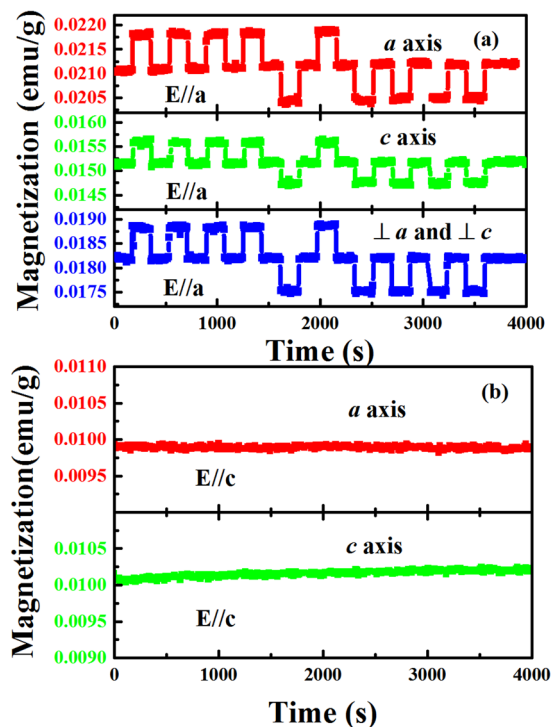 Magnetization (emu/g)
0.0220
0.0215
0.0210
0.0205
a axis
(a)
E//a
0.0160
0.0155
0.0150
0.0145
c axis
E//a
0.0190
0.0185
0.0180
0.0175
⊥ a and ⊥ c
E//a
0 1000 2000 3000 4000
Time (s)
Magnetization(emu/g)
0.0110
0.0105
0.0100
0.0095
a axis
(b)
E//c
0.0105
0.0100
0.0095
0.0090
c axis
E//c
0 1000 2000 3000 4000
Time (s)